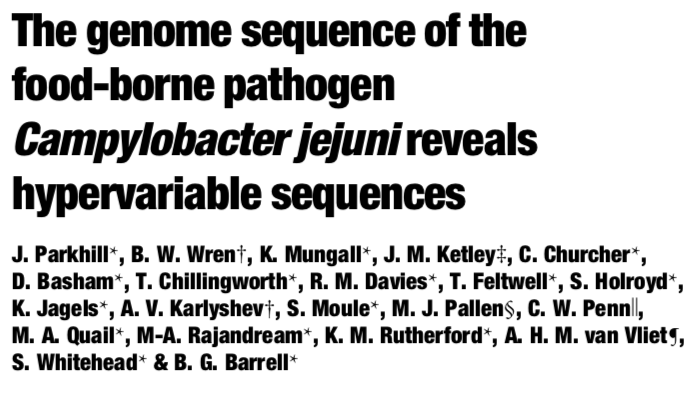 The genome sequence of the
food-borne pathogen
Campylobacter jejuni reveals
hypervariable sequences
J. Parkhill*, B. W. Wren†, K. Mungall*, J. M. Ketley‡, C. Churcher*,
D. Basham*, T. Chillingworth*, R. M. Davies*, T. Feltwell*, S. Holroyd*,
K. Jagels*, A. V. Karlyshev†, S. Moule*, M. J. Pallen§, C. W. Penn||,
M. A. Quail*, M-A. Rajandream*, K. M. Rutherford*, A. H. M. van Vliet¶,
S. Whitehead* & B. G. Barrell*